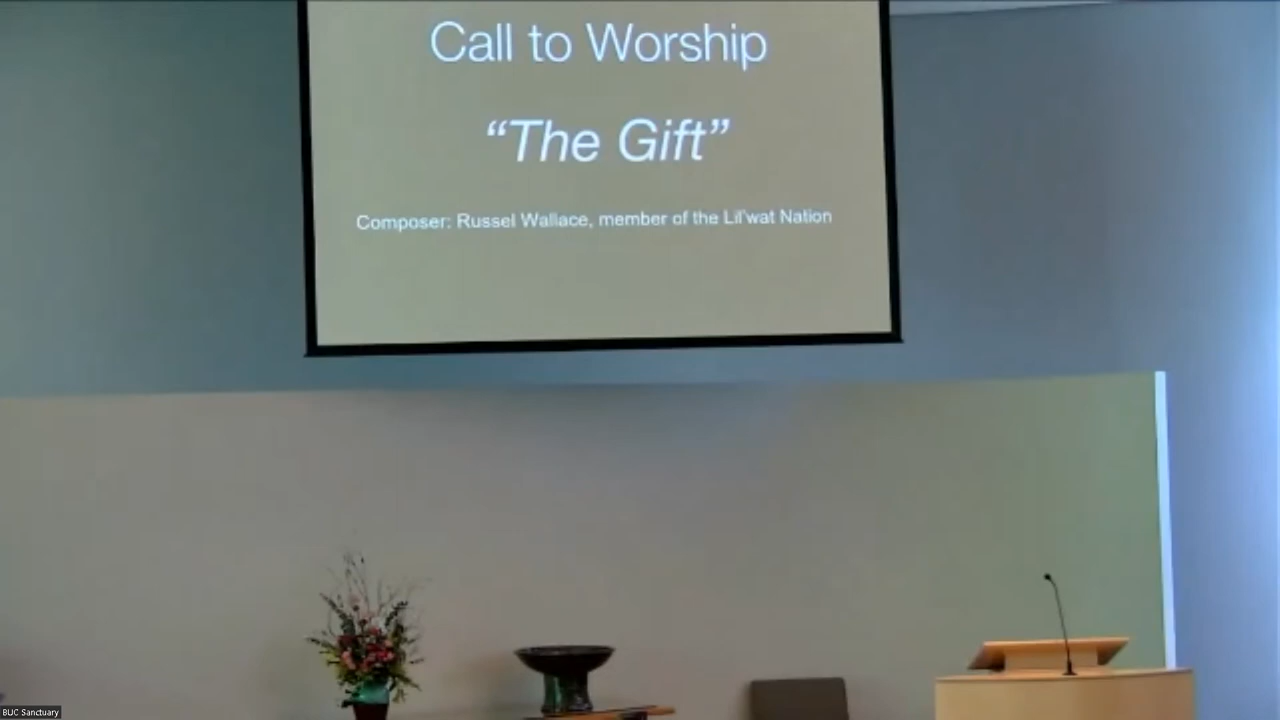 Call to Worship
“The Gift”
Composer: Russel Wallace, member of the Lil'wat Nation
BUC Sanctuary